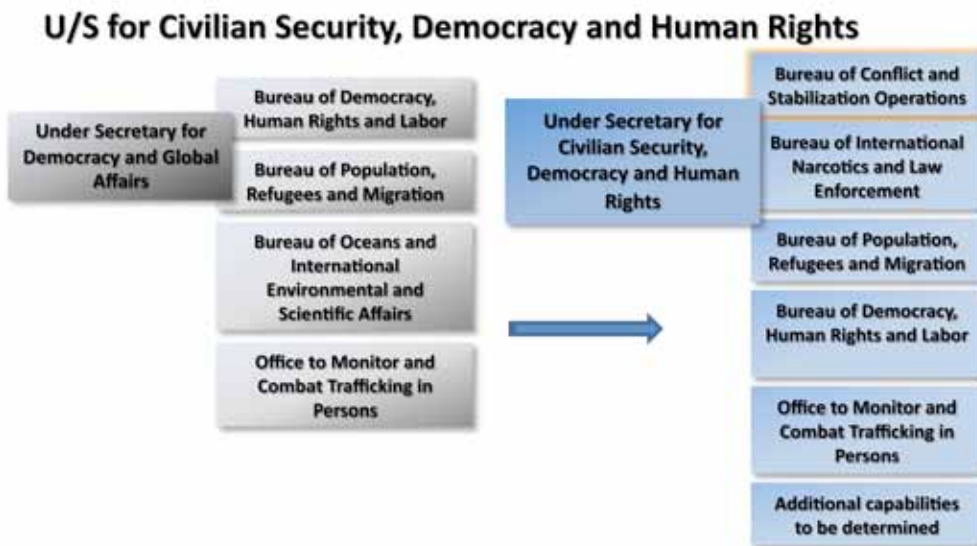 U/S for Civilian Security, Democracy and Human Rights
Under Secretary for
Democracy and Global
Affairs
Bureau of Democracy,
Human Rights and Labor
Bureau of Population,
Refugees and Migration
Bureau of Oceans and
International
Environmental and
Scientific Affairs
Office to Monitor and
Combat Trafficking in
Persons
Under Secretary for
Civilian Security,
Democracy and Human
Rights
Bureau of Conflict and
Stabilization Operations
Bureau of International
Narcotics and Law
Enforcement
Bureau of Population,
Refugees and Migration
Bureau of Democracy,
Human Rights and Labor
Office to Monitor and
Combat Trafficking in
Persons
Additional capabilities
to be determined